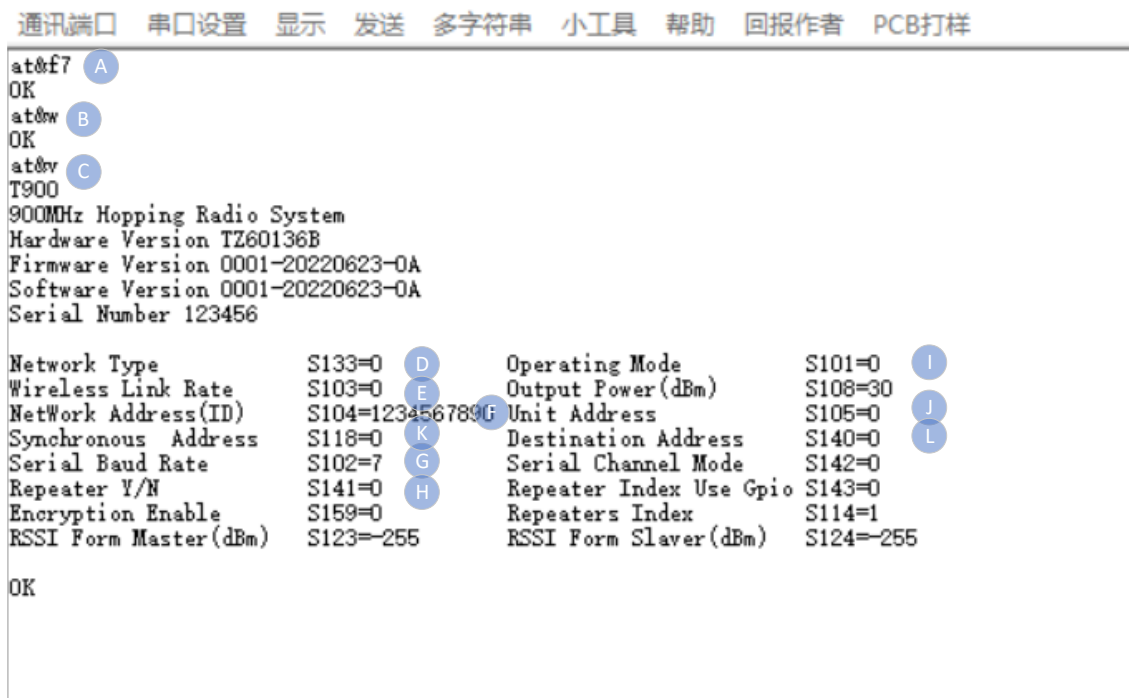 通讯端口 串口设置 显示 发送 多字符串 小工具 帮助 回报作者 PCB打样
at&f7 A
OK
at&w B
OK
at&v C
T900
900MHz Hopping Radio System
Hardware Version TZ60136B
Firmware Version 0001-20220623-0A
Software Version 0001-20220623-0A
Serial Number 123456
Network Type S133=0 D Operating Mode S101=0 I
Wireless Link Rate S103=0 E Output Power(dBm) S108=30
NetWork Address(ID) S104=1234567890 F Unit Address S105=0 J
Synchronous Address S118=0 K Destination Address S140=0 L
Serial Baud Rate S102=7 G Serial Channel Mode S142=0
Repeater Y/N S141=0 H Repeater Index Use Gpio S143=0
Encryption Enable S159=0 Repeaters Index S114=1
RSSI Form Master(dBm) S123=-255 RSSI Form Slaver(dBm) S124=-255
OK